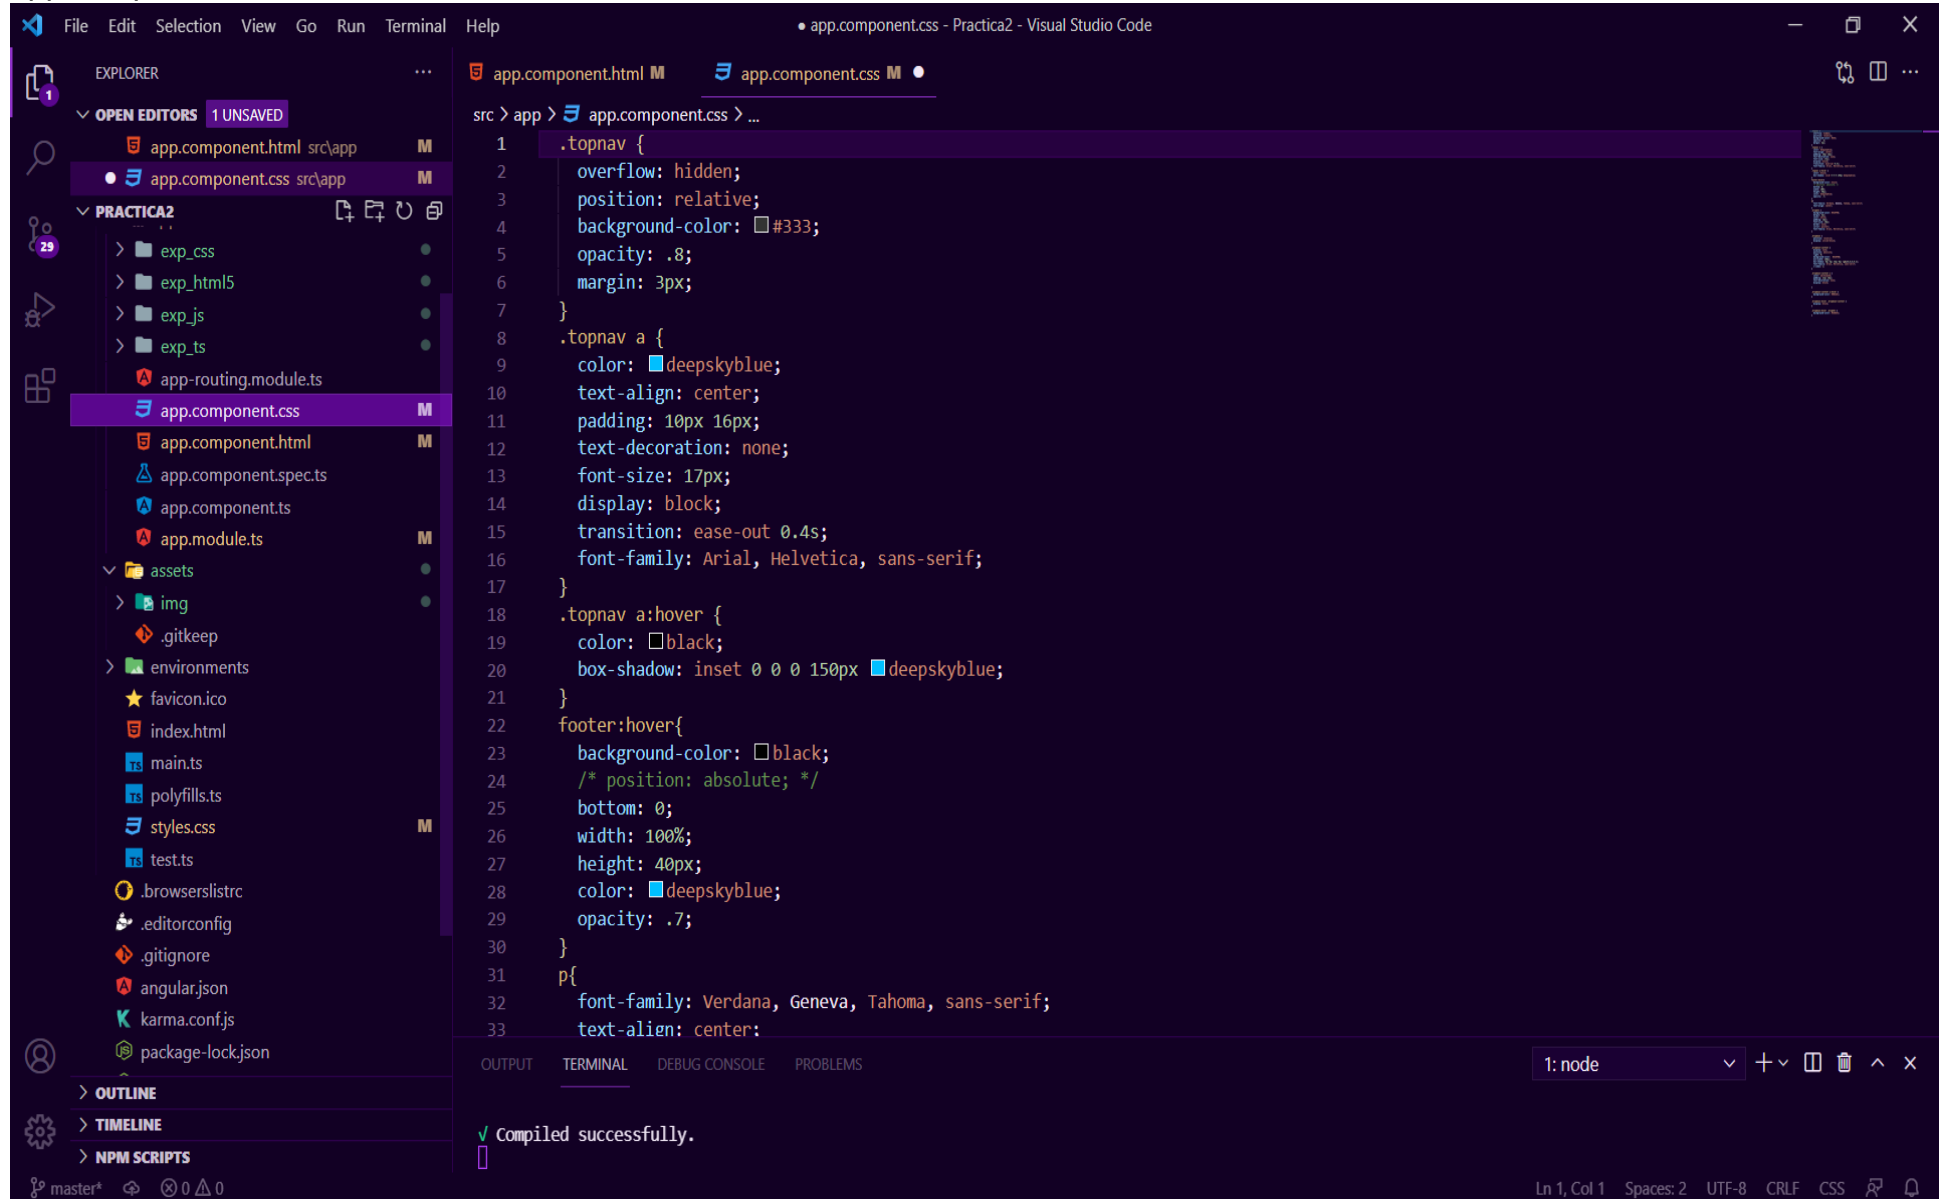 File Edit Selection View Go Run Terminal Help
● app.component.css - Practica2 - Visual Studio Code
EXPLORER
OPEN EDITORS 1 UNSAVED
app.component.html src\app M
● app.component.css src\app M
PRACTICA2
exp_css
exp_html5
exp_js
exp_ts
app-routing.module.ts
app.component.css M
app.component.html M
app.component.spec.ts
app.component.ts
app.module.ts M
assets
img
.gitkeep
environments
favicon.ico
index.html
TS main.ts
TS polyfills.ts
styles.css M
TS test.ts
.browserslistrc
.editorconfig
.gitignore
angular.json
karma.conf.js
package-lock.json
OUTLINE
TIMELINE
NPM SCRIPTS
1
29
app.component.html M app.component.css M ●
src > app > app.component.css > ...
1 .topnav {
2 overflow: hidden;
3 position: relative;
4 background-color: #333;
5 opacity: .8;
6 margin: 3px;
7 }
8 .topnav a {
9 color: deepskyblue;
10 text-align: center;
11 padding: 10px 16px;
12 text-decoration: none;
13 font-size: 17px;
14 display: block;
15 transition: ease-out 0.4s;
16 font-family: Arial, Helvetica, sans-serif;
17 }
18 .topnav a:hover {
19 color: black;
20 box-shadow: inset 0 0 0 150px deepskyblue;
21 }
22 footer:hover{
23 background-color: black;
24 /* position: absolute; */
25 bottom: 0;
26 width: 100%;
27 height: 40px;
28 color: deepskyblue;
29 opacity: .7;
30 }
31 p{
32 font-family: Verdana, Geneva, Tahoma, sans-serif;
33 text-align: center;
OUTPUT TERMINAL DEBUG CONSOLE PROBLEMS
1: node
√ Compiled successfully.
master* 0 0
Ln 1, Col 1 Spaces: 2 UTF-8 CRLF CSS